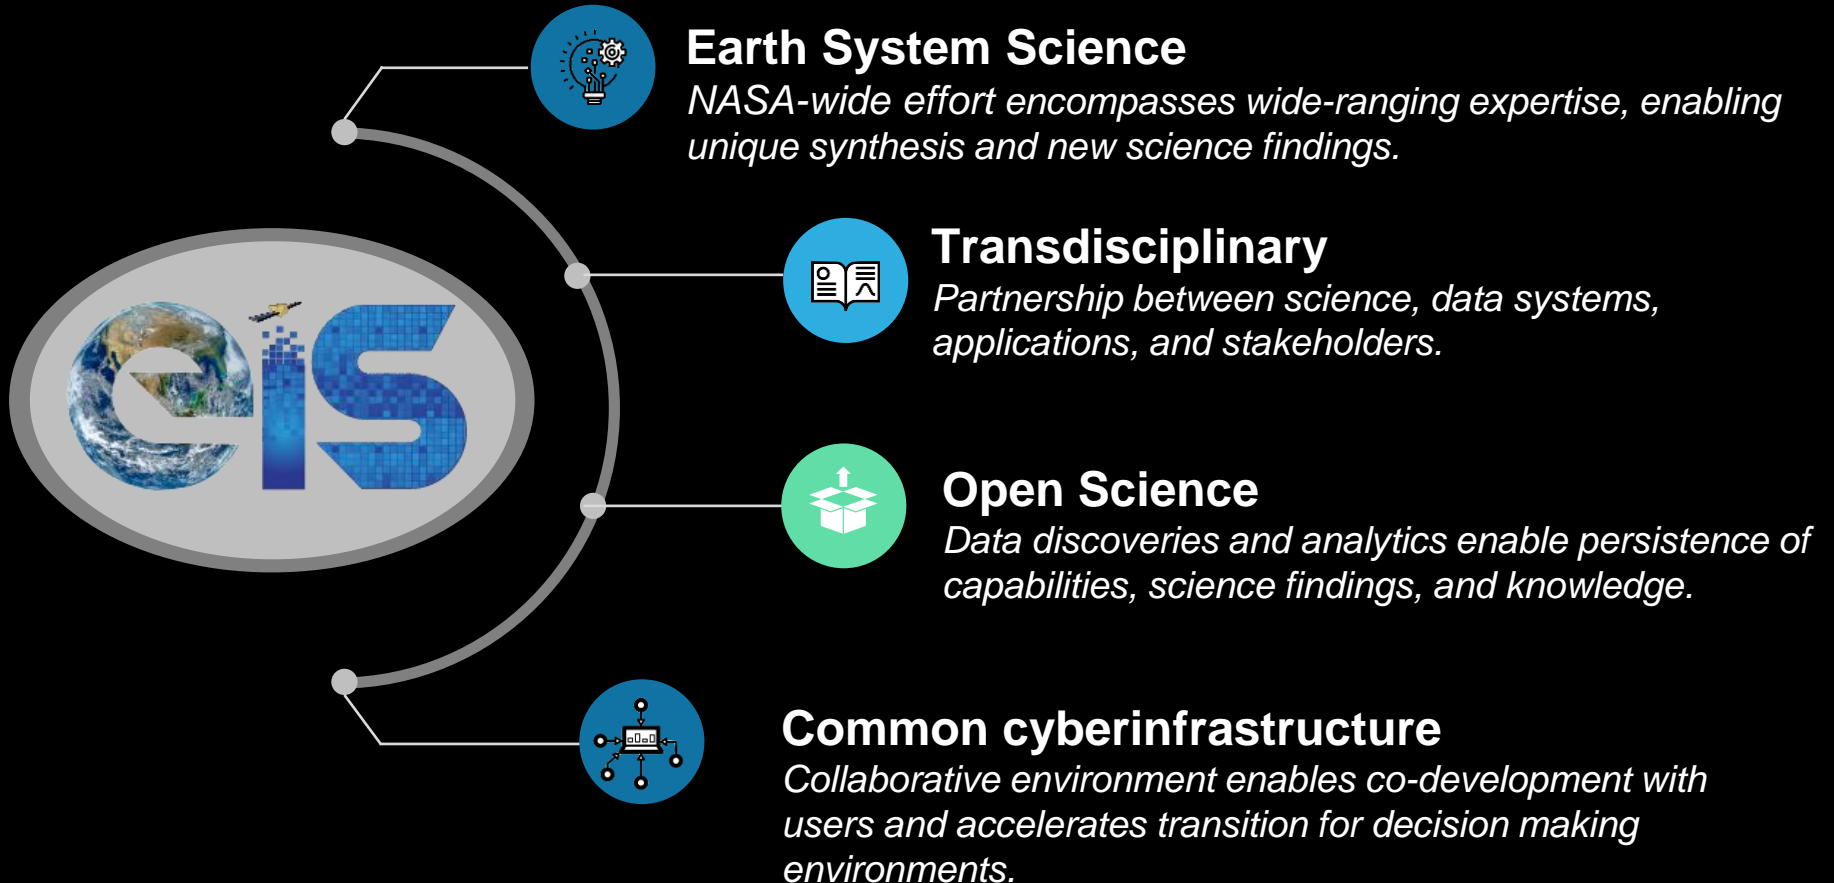 Earth System Science
NASA-wide effort encompasses wide-ranging expertise, enabling
unique synthesis and new science findings.
Transdisciplinary
Partnership between science, data systems,
applications, and stakeholders.
eis
Open Science
Data discoveries and analytics enable persistence of
capabilities, science findings, and knowledge.
Common cyberinfrastructure
Collaborative environment enables co-development with
users and accelerates transition for decision making
environments.